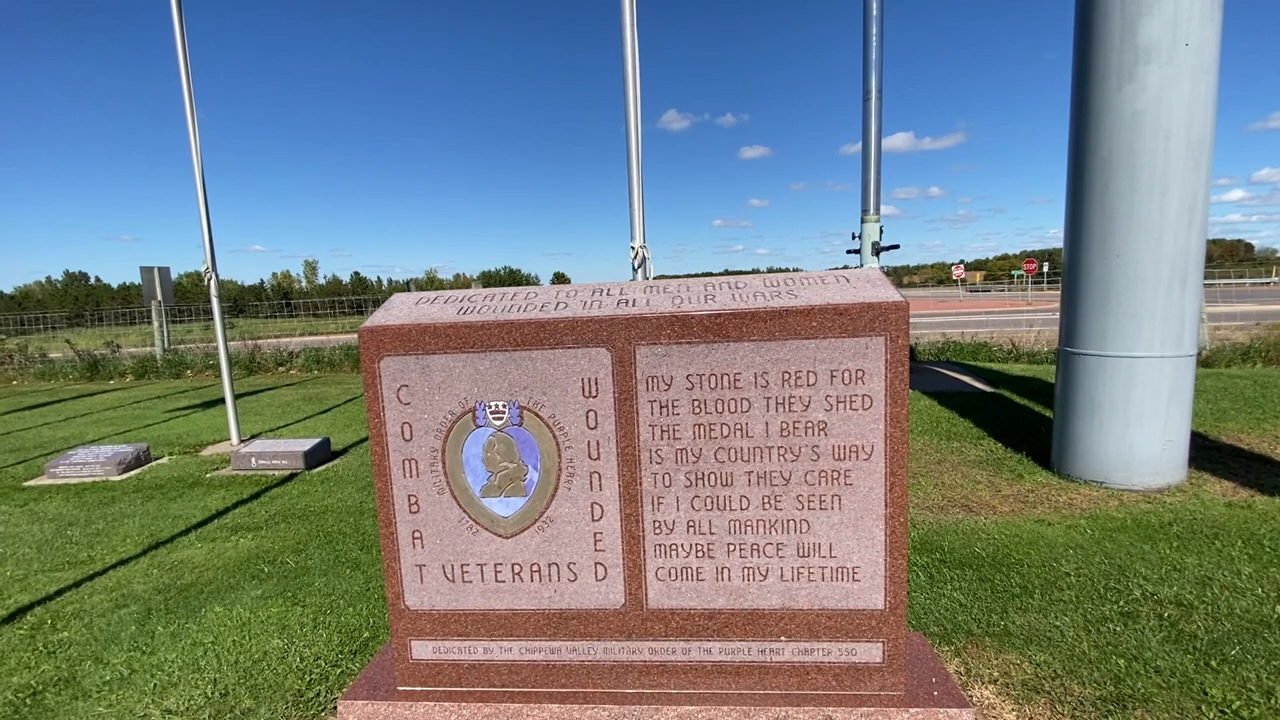 DEDICATED TO ALL MEN AND WOMEN
WOUNDED IN ALL OUR WARS
COMBAT
WOUNDED
VETERANS
MILITARY ORDER OF THE PURPLE HEART
1782 1932
MY STONE IS RED FOR
THE BLOOD THEY SHED
THE MEDAL I BEAR
IS MY COUNTRY'S WAY
TO SHOW THEY CARE
IF I COULD BE SEEN
BY ALL MANKIND
MAYBE PEACE WILL
COME IN MY LIFETIME
DEDICATED BY THE CHIPPEWA VALLEY MILITARY ORDER OF THE PURPLE HEART CHAPTER 550
STOP